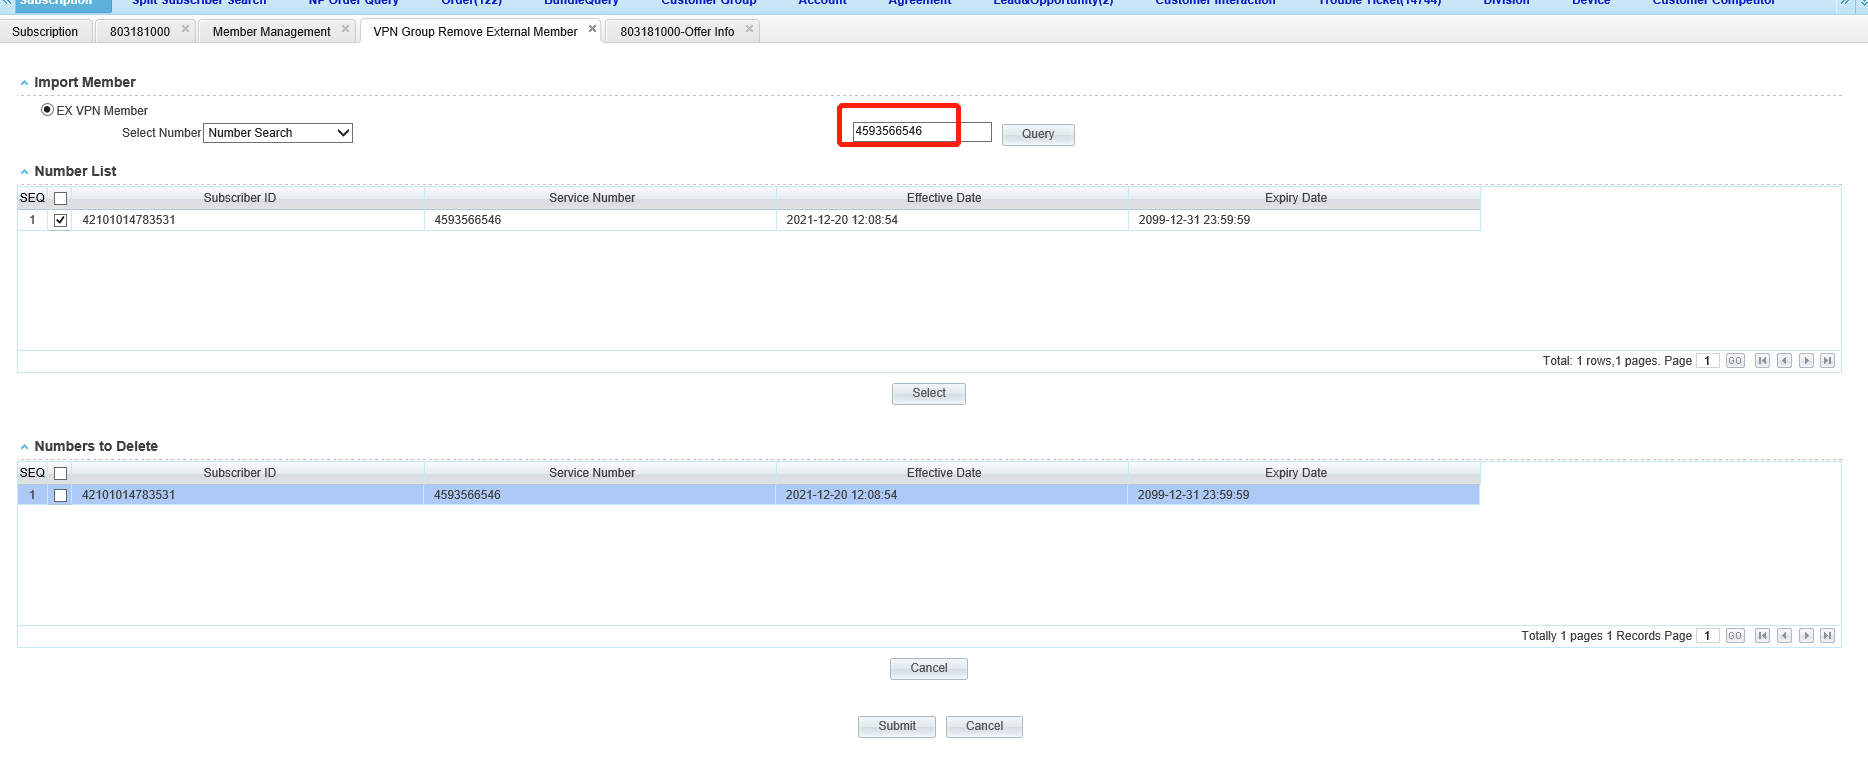 Subscription Split Subscriber Search NP Order Query Order(122) BundleQuery Customer Group Account Agreement Lead&Opportunity(2) Customer Interaction Trouble Ticket(14744) Division Device Customer Competitor
Subscription 803181000 Member Management VPN Group Remove External Member 803181000-Offer Info
Import Member
EX VPN Member
Select Number Number Search 4593566546 Query
Number List
SEQ Subscriber ID Service Number Effective Date Expiry Date
1 42101014783531 4593566546 2021-12-20 12:08:54 2099-12-31 23:59:59
Total: 1 rows,1 pages. Page 1 GO
Select
Numbers to Delete
SEQ Subscriber ID Service Number Effective Date Expiry Date
1 42101014783531 4593566546 2021-12-20 12:08:54 2099-12-31 23:59:59
Totally 1 pages 1 Records Page 1 GO
Cancel
Submit Cancel